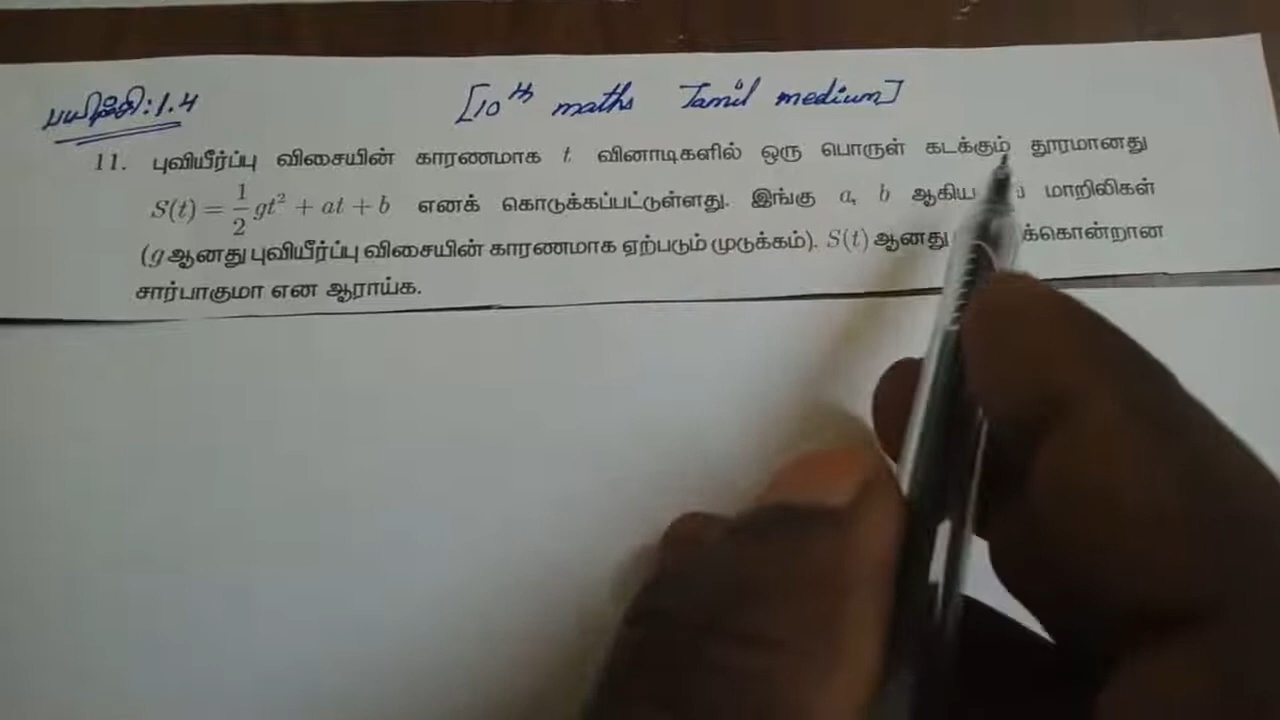 பயிற்சி: 1.4 [10th maths Tamil medium]
11. புவியீர்ப்பு விசையின் காரணமாக t வினாடிகளில் ஒரு பொருள் கடக்கும் தூரமானது
S(t) = 1/2 gt² + at + b எனக் கொடுக்கப்பட்டுள்ளது. இங்கு a, b ஆகிய மாறிலிகள்
(g ஆனது புவியீர்ப்பு விசையின் காரணமாக ஏற்படும் முடுக்கம்). S(t) ஆனது
சார்பாகுமா என ஆராய்க.